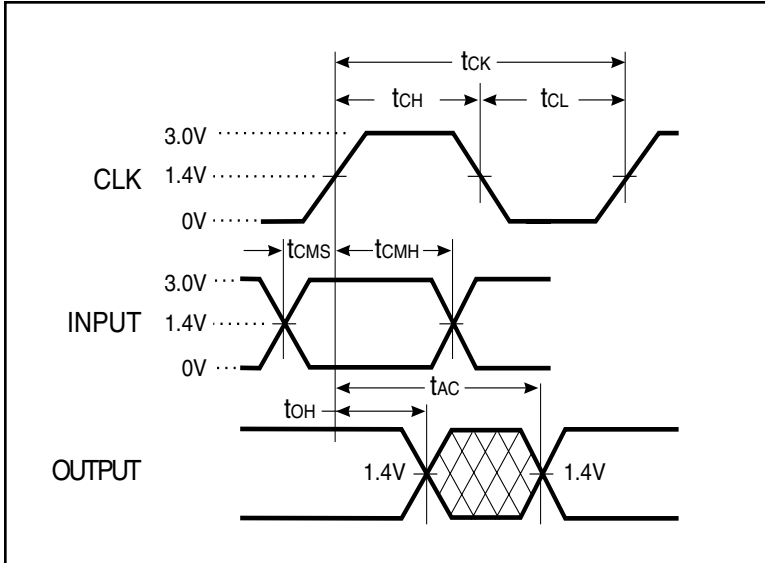 tCK
tCH tCL
3.0V
CLK 1.4V
0V
tCMS tCMH
3.0V
INPUT 1.4V
0V
tAC
tOH
OUTPUT 1.4V 1.4V